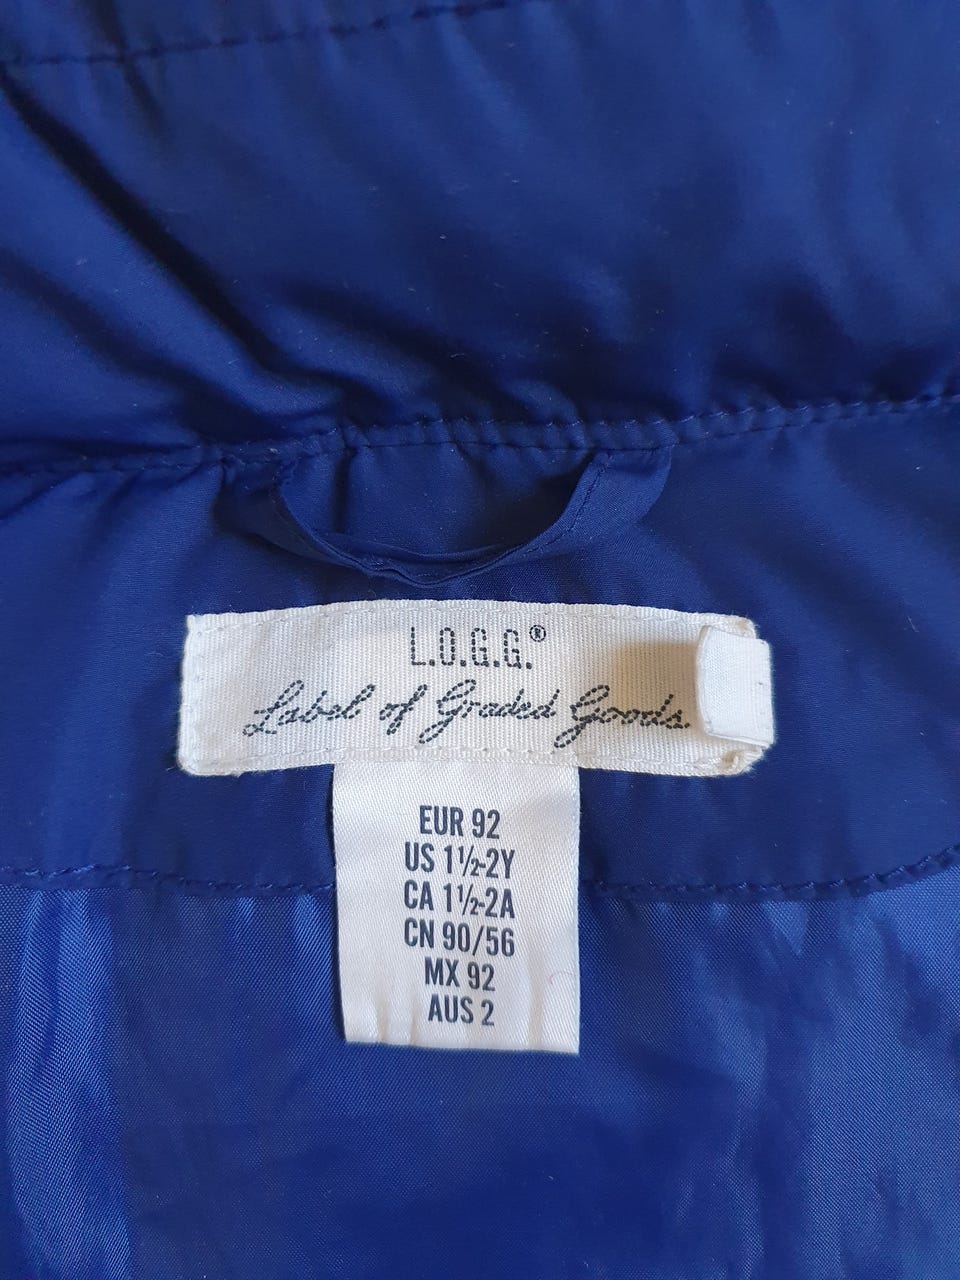 L.O.G.G.®
Label of Graded Goods
EUR 92
US 1½-2Y
CA 1½-2A
CN 90/56
MX 92
AUS 2